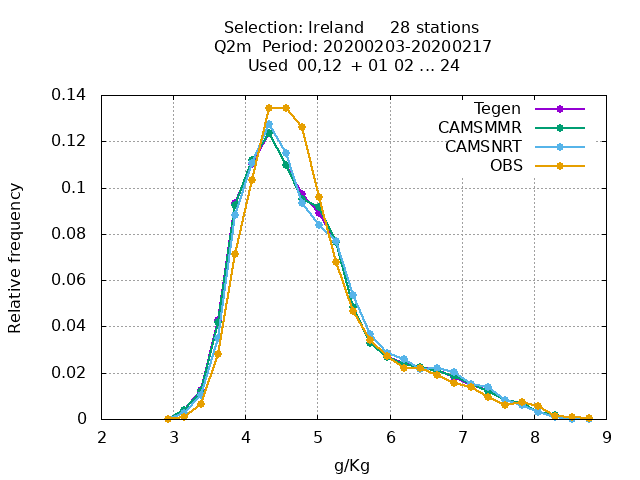 Selection: Ireland 28 stations
Q2m Period: 20200203-20200217
Used 00,12 + 01 02 ... 24
0.14
0.12
0.1
0.08
0.06
0.04
0.02
0
Relative frequency
Tegen
CAMSMMR
CAMSNRT
OBS
2 3 4 5 6 7 8 9
g/Kg